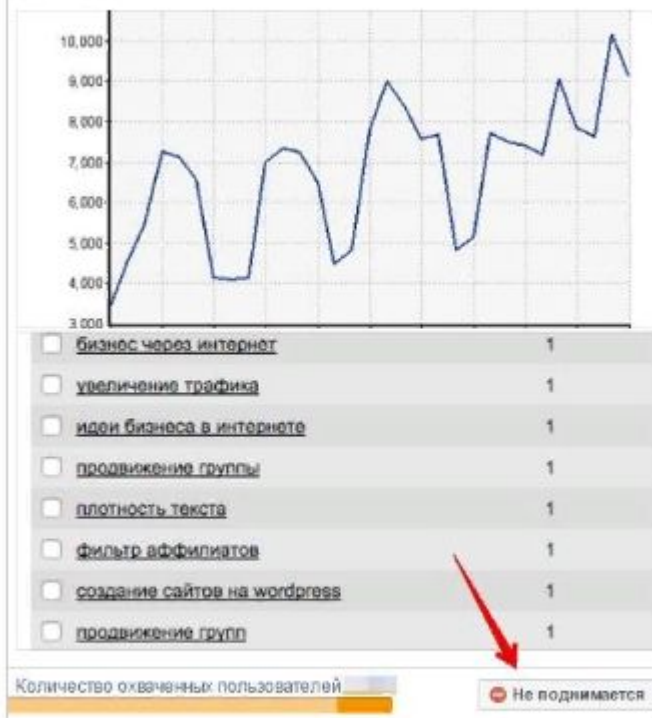 10,000
9,000
8,000
7,000
6,000
5,000
4,000
3,000
бизнес через интернет 1
увеличение трафика 1
идеи бизнеса в интернете 1
продвижение группы 1
плотность текста 1
фильтр аффилиатов 1
создание сайтов на wordpress 1
продвижение групп 1
Количество охваченных пользователей
Не поднимается